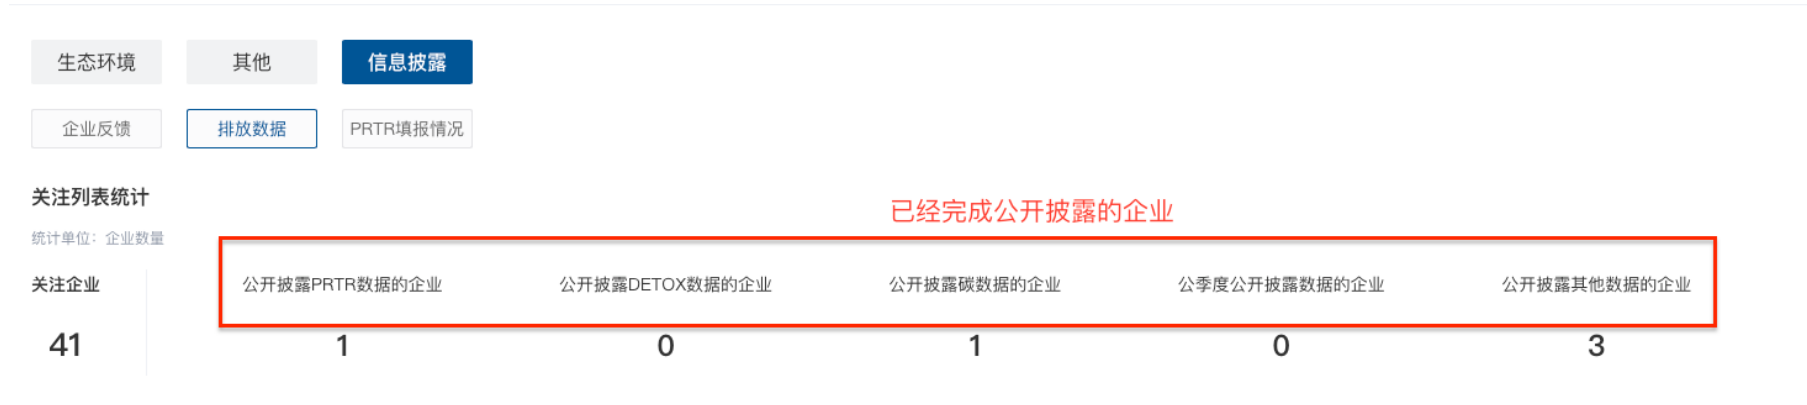 生态环境 其他 信息披露
企业反馈 排放数据 PRTR填报情况
关注列表统计
已经完成公开披露的企业
统计单位：企业数量
关注企业 公开披露PRTR数据的企业 公开披露DETOX数据的企业 公开披露碳数据的企业 公季度公开披露数据的企业 公开披露其他数据的企业
41 1 0 1 0 3